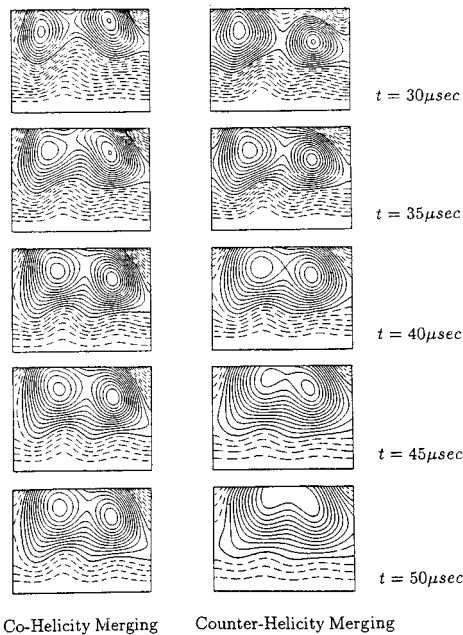 t = 30μsec
t = 35μsec
t = 40μsec
t = 45μsec
t = 50μsec
Co-Helicity Merging
Counter-Helicity Merging